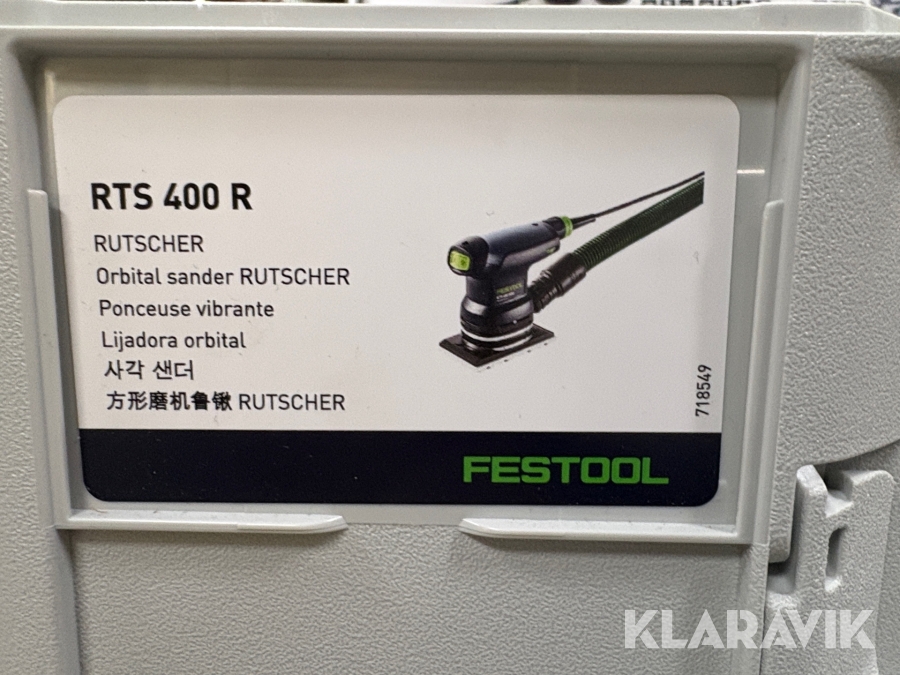 RTS 400 R
RUTSCHER
Orbital sander RUTSCHER
Ponceuse vibrante
Lijadora orbital
사각 샌더
方形磨机鲁锹 RUTSCHER
718549
FESTOOL
KLARAVIK